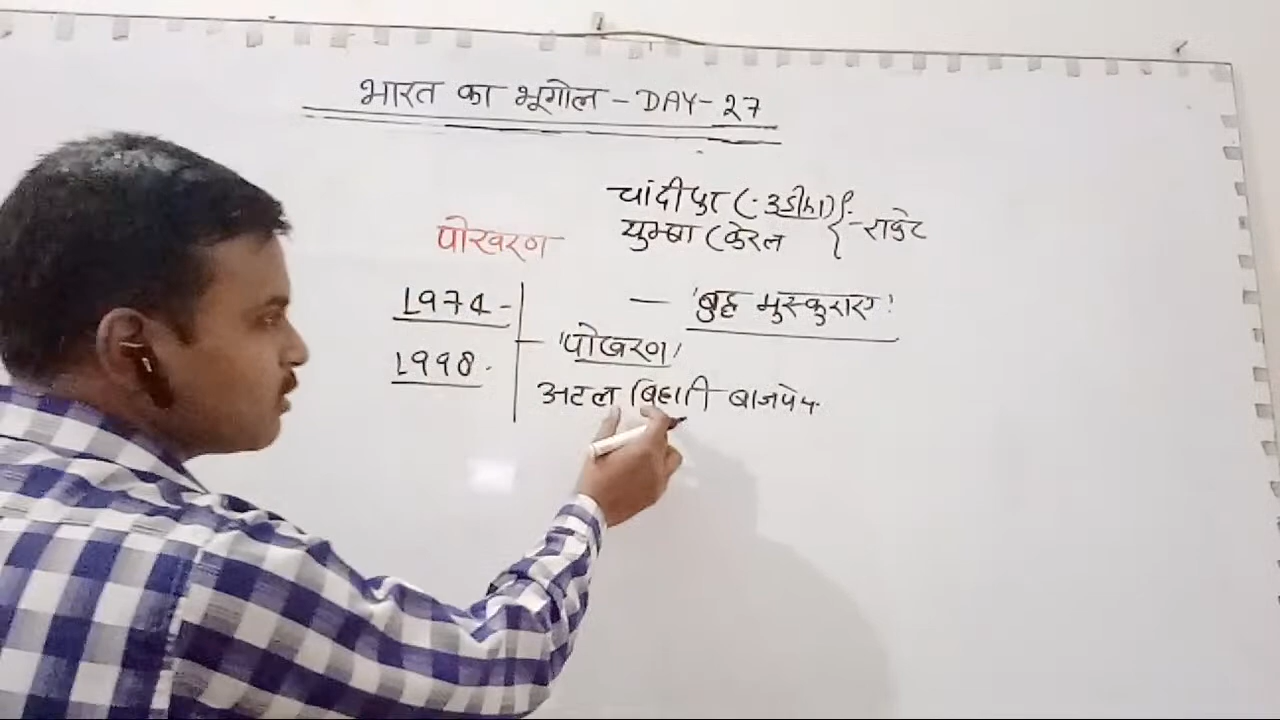 भारत का भूगोल - DAY - 27
चांदीपुर (उडीसा)
थुम्बा (केरल
} - राकेट
पोखरण
1974 -
- 'बुद्ध मुस्कुराए'
1998.
- 'पोखरण'
अटल बिहारी बाजपेय